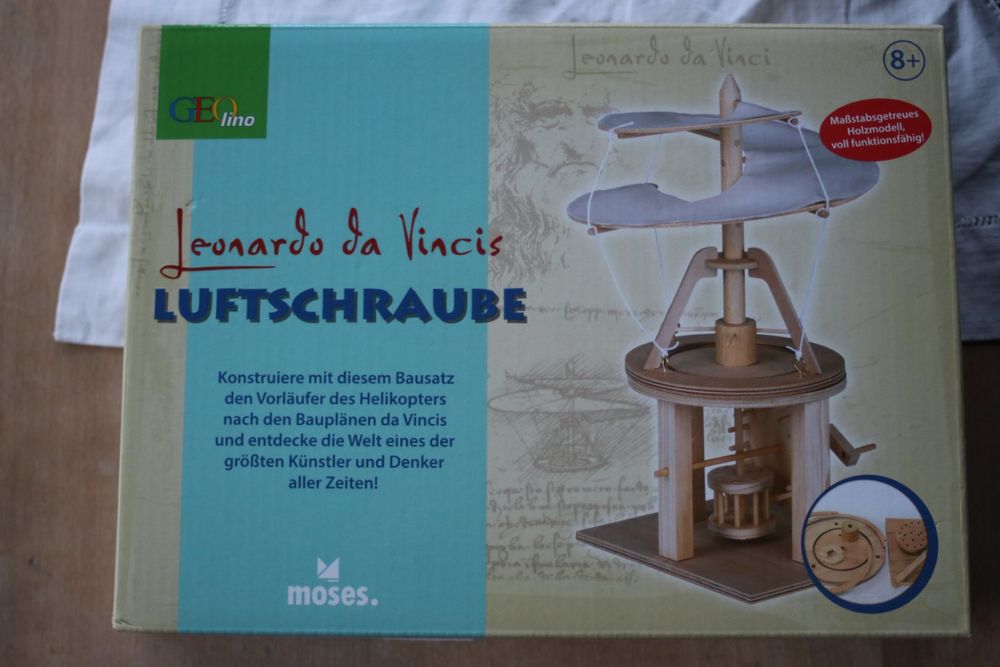 GEOlino
Leonardo da Vinci
8+
Maßstabsgetreues
Holzmodell,
voll funktionsfähig!
Leonardo da Vincis
LUFTSCHRAUBE
Konstruiere mit diesem Bausatz
den Vorläufer des Helikopters
nach den Bauplänen da Vincis
und entdecke die Welt eines der
größten Künstler und Denker
aller Zeiten!
moses.